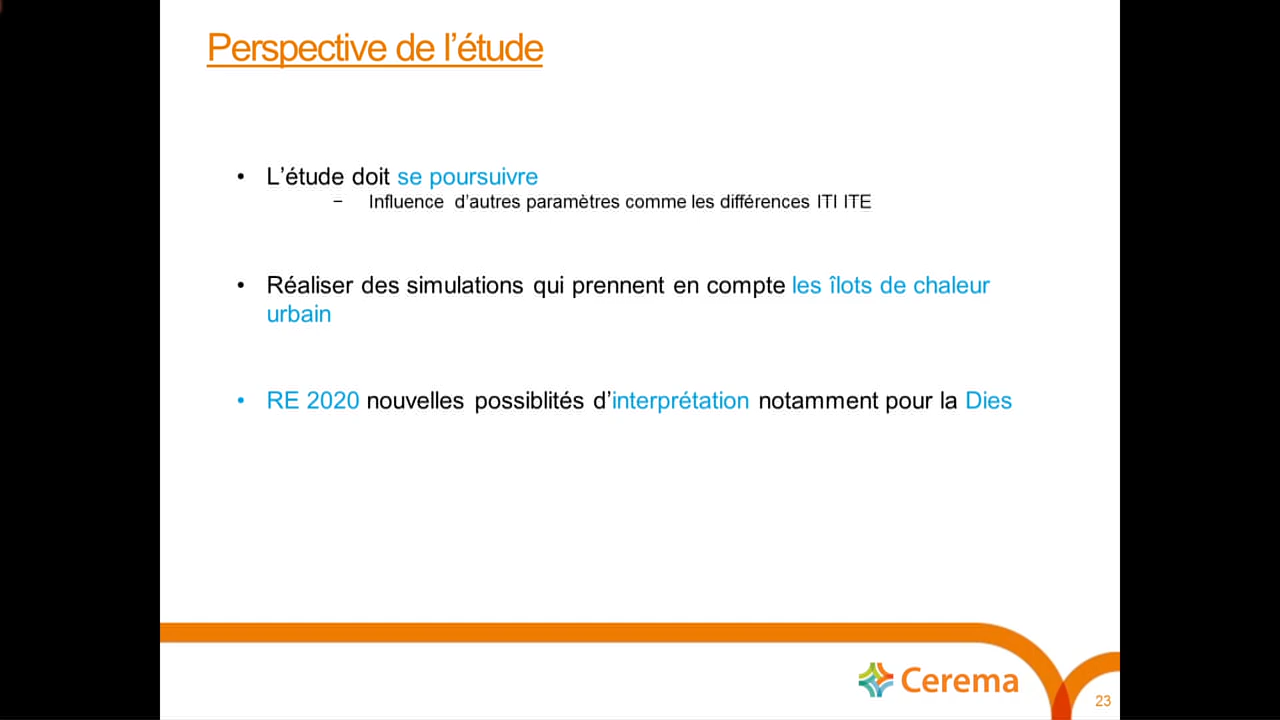 Perspective de l’étude
• L’étude doit se poursuivre
− Influence d’autres paramètres comme les différences ITI ITE
• Réaliser des simulations qui prennent en compte les îlots de chaleur
urbain
• RE 2020 nouvelles possiblités d’interprétation notamment pour la Dies
Cerema
23